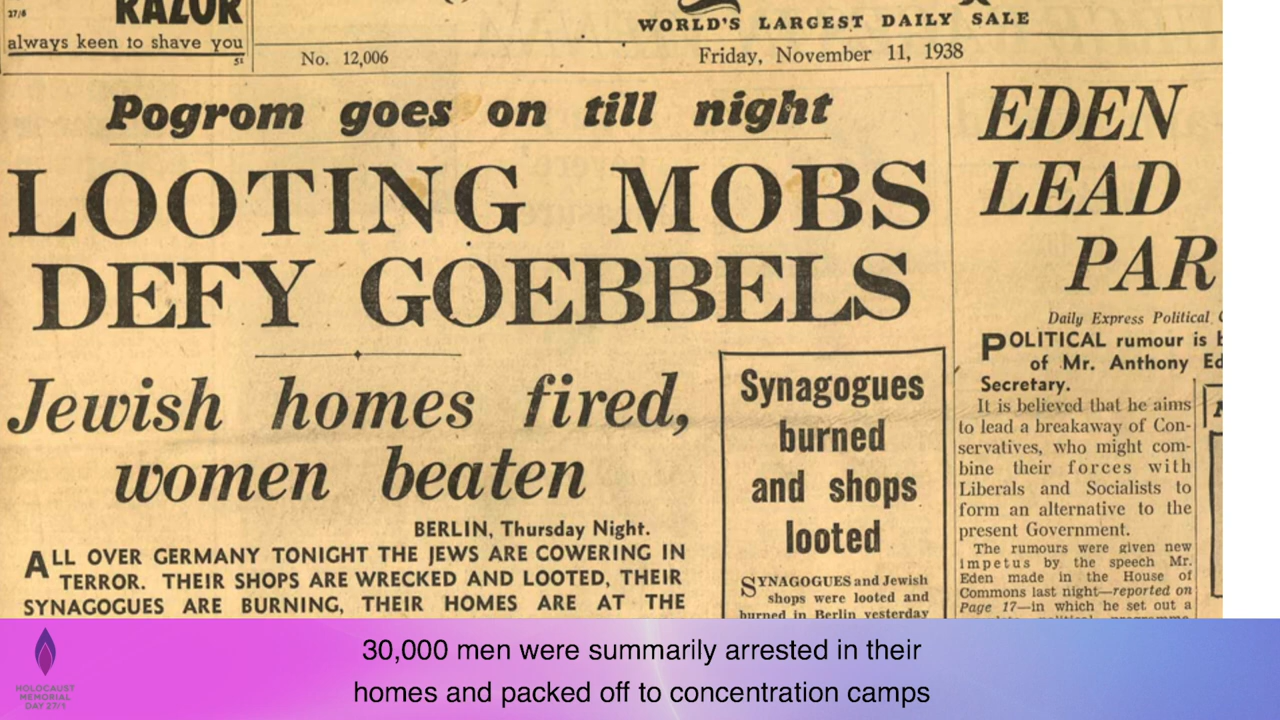 27/6 RAZOR
always keen to shave you
51
WORLD'S LARGEST DAILY SALE
No. 12,006
Friday, November 11, 1938
Pogrom goes on till night
LOOTING MOBS
DEFY GOEBBELS
Jewish homes fired,
women beaten
BERLIN, Thursday Night.
ALL OVER GERMANY TONIGHT THE JEWS ARE COWERING IN
TERROR. THEIR SHOPS ARE WRECKED AND LOOTED, THEIR
SYNAGOGUES ARE BURNING, THEIR HOMES ARE AT THE
Synagogues
burned
and shops
looted
SYNAGOGUES and Jewish
shops were looted and
burned in Berlin yesterday
EDEN
LEAD
PAR
Daily Express Political
POLITICAL rumour is b
of Mr. Anthony Ed
Secretary.
It is believed that he aims
to lead a breakaway of Con-
servatives, who might com-
bine their forces with
Liberals and Socialists to
form an alternative to the
present Government.
The rumours were given new
impetus by the speech Mr.
Eden made in the House of
Commons last night—reported on
Page 17—in which he set out a
HOLOCAUST
MEMORIAL
DAY 27/1
30,000 men were summarily arrested in their
homes and packed off to concentration camps